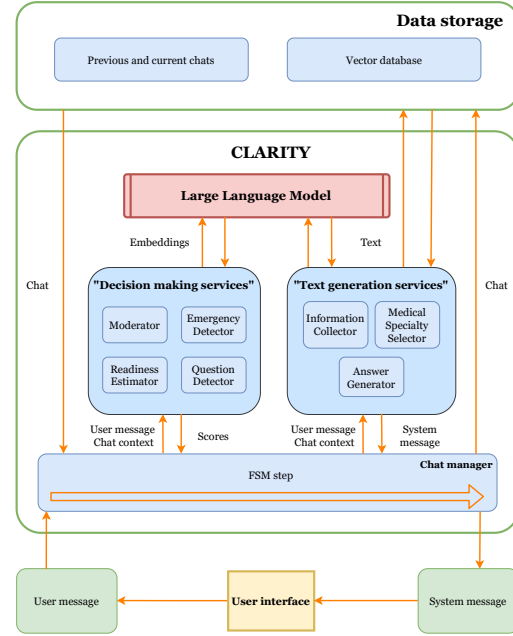 Data storage
Previous and current chats
Vector database
CLARITY
Large Language Model
Embeddings
Text
Chat
Chat
"Decision making services"
Moderator
Emergency
Detector
Readiness
Estimator
Question
Detector
"Text generation services"
Information
Collector
Medical
Specialty
Selector
Answer
Generator
User message
Chat context
Scores
User message
Chat context
System
message
Chat manager
FSM step
User message
User interface
System message